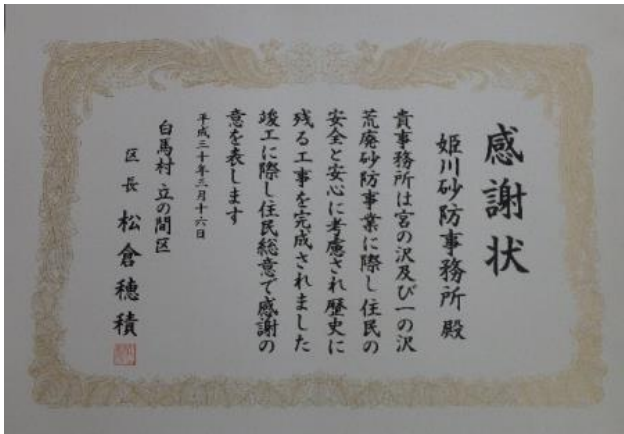 感謝状
姫川砂防事務所 殿
貴事務所は宮の沢及び一の沢
荒廃砂防事業に際し住民の
安全と安心に考慮され歴史に
残る工事を完成されました
竣工に際し住民総意で感謝の
意を表します
平成三十年三月十六日
白馬村 立の間区
区長 松倉穂積